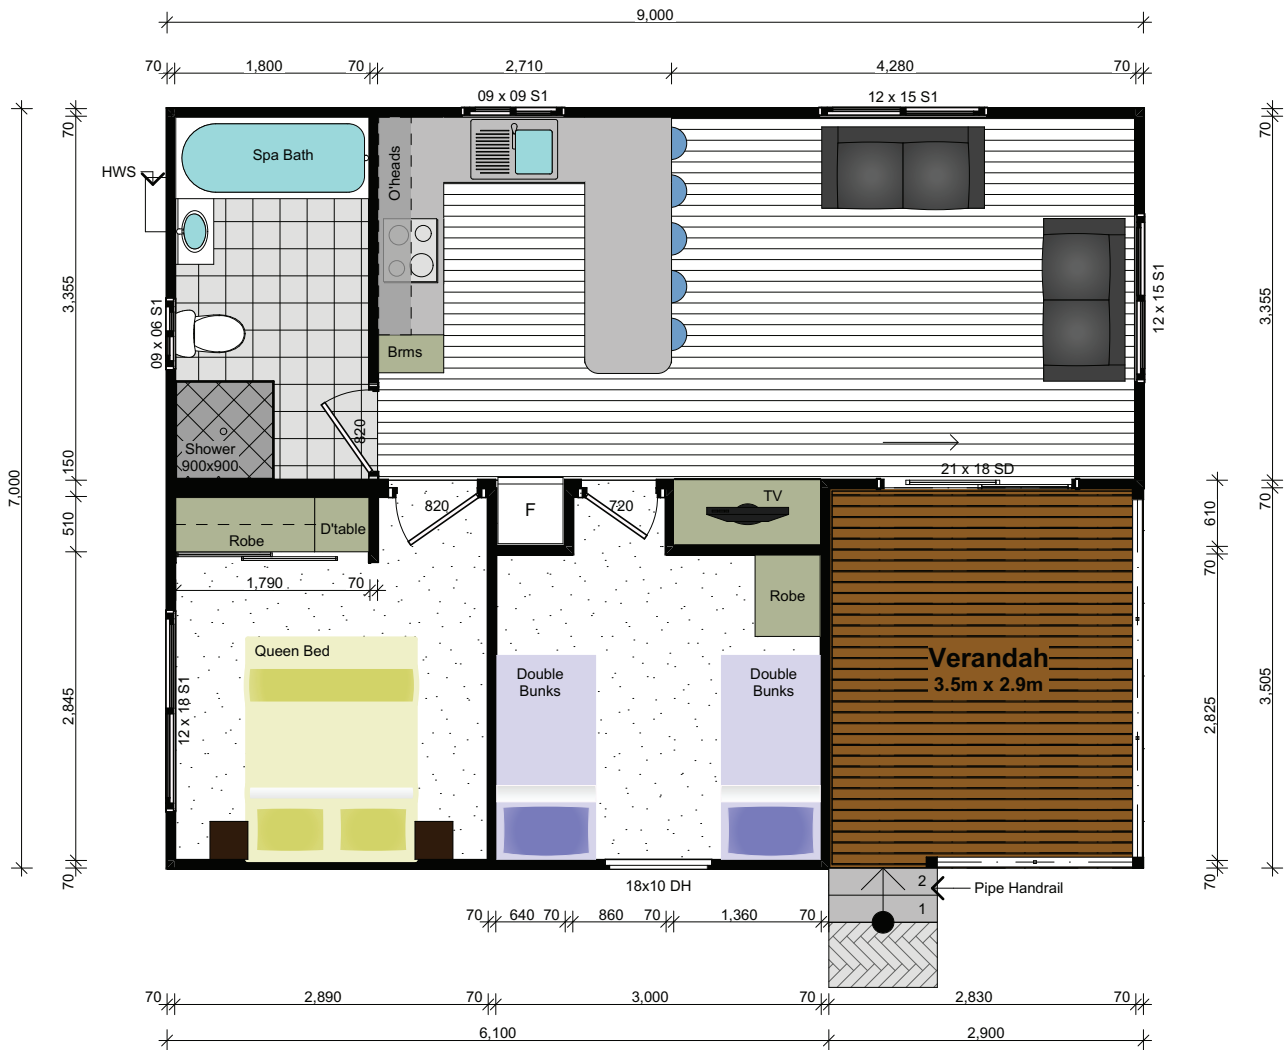 9,000
70
1,800
70
2,710
4,280
70
09 x 09 S1
12 x 15 S1
70
3,355
150
510
2,845
70
7,000
HWS
Spa Bath
O'heads
09 x 06 S1
Brms
Shower
900x900
820
12 x 15 S1
21 x 18 SD
70
3,355
70
3,505
610
70
2,825
70
Robe
D'table
820
F
720
TV
1,790
70
Robe
Queen Bed
12 x 18 S1
Double
Bunks
Double
Bunks
Verandah
3.5m x 2.9m
18x10 DH
2
1
Pipe Handrail
70
640
70
860
70
1,360
70
70
2,890
70
3,000
70
2,830
70
6,100
2,900